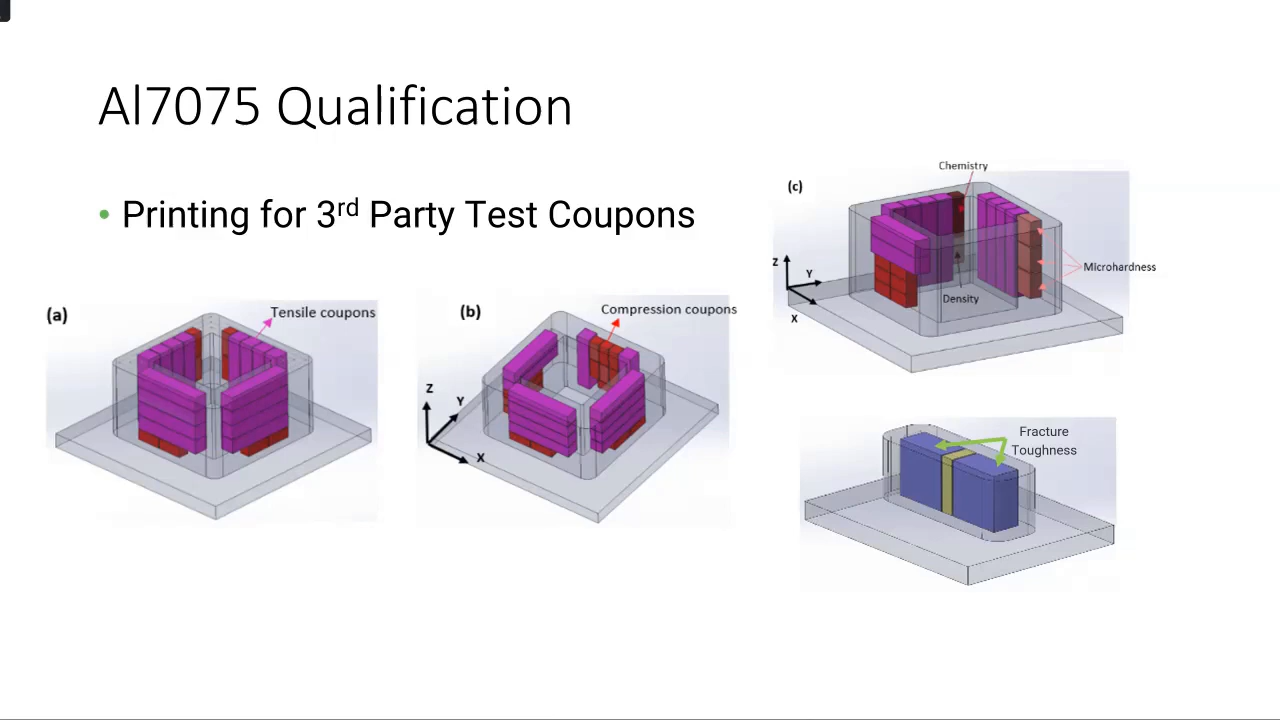 Al7075 Qualification
• Printing for 3rd Party Test Coupons
(a)
Tensile coupons
(b)
Compression coupons
Z
Y
X
(c)
Chemistry
Z
Y
X
Microhardness
Density
Fracture
Toughness